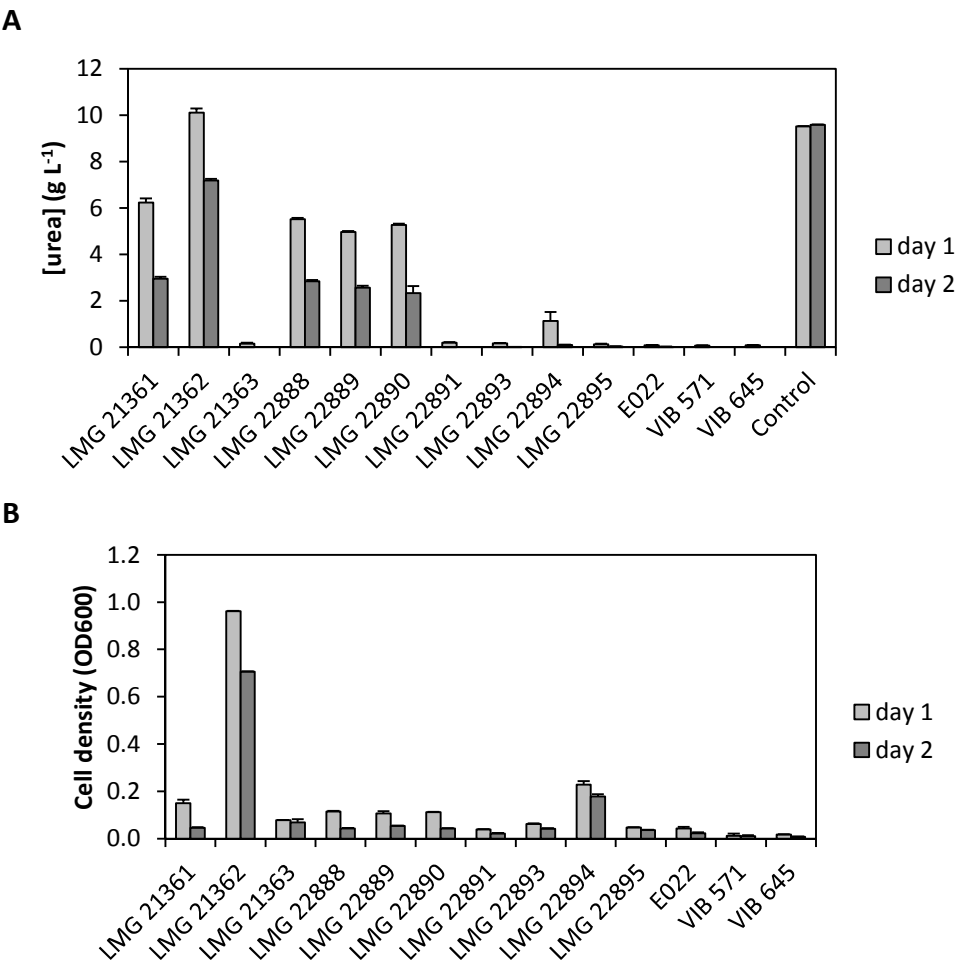 A
12
10
8
6
4
2
0
[urea] (g L-1)
LMG 21361
LMG 21362
LMG 21363
LMG 22888
LMG 22889
LMG 22890
LMG 22891
LMG 22893
LMG 22894
LMG 22895
E022
VIB 571
VIB 645
Control
day 1
day 2
B
1.2
1.0
0.8
0.6
0.4
0.2
0.0
Cell density (OD600)
LMG 21361
LMG 21362
LMG 21363
LMG 22888
LMG 22889
LMG 22890
LMG 22891
LMG 22893
LMG 22894
LMG 22895
E022
VIB 571
VIB 645
day 1
day 2